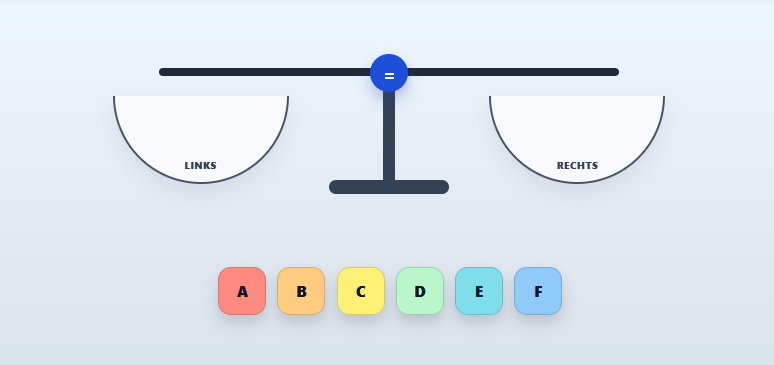 =
LINKS
RECHTS
A B C D E F